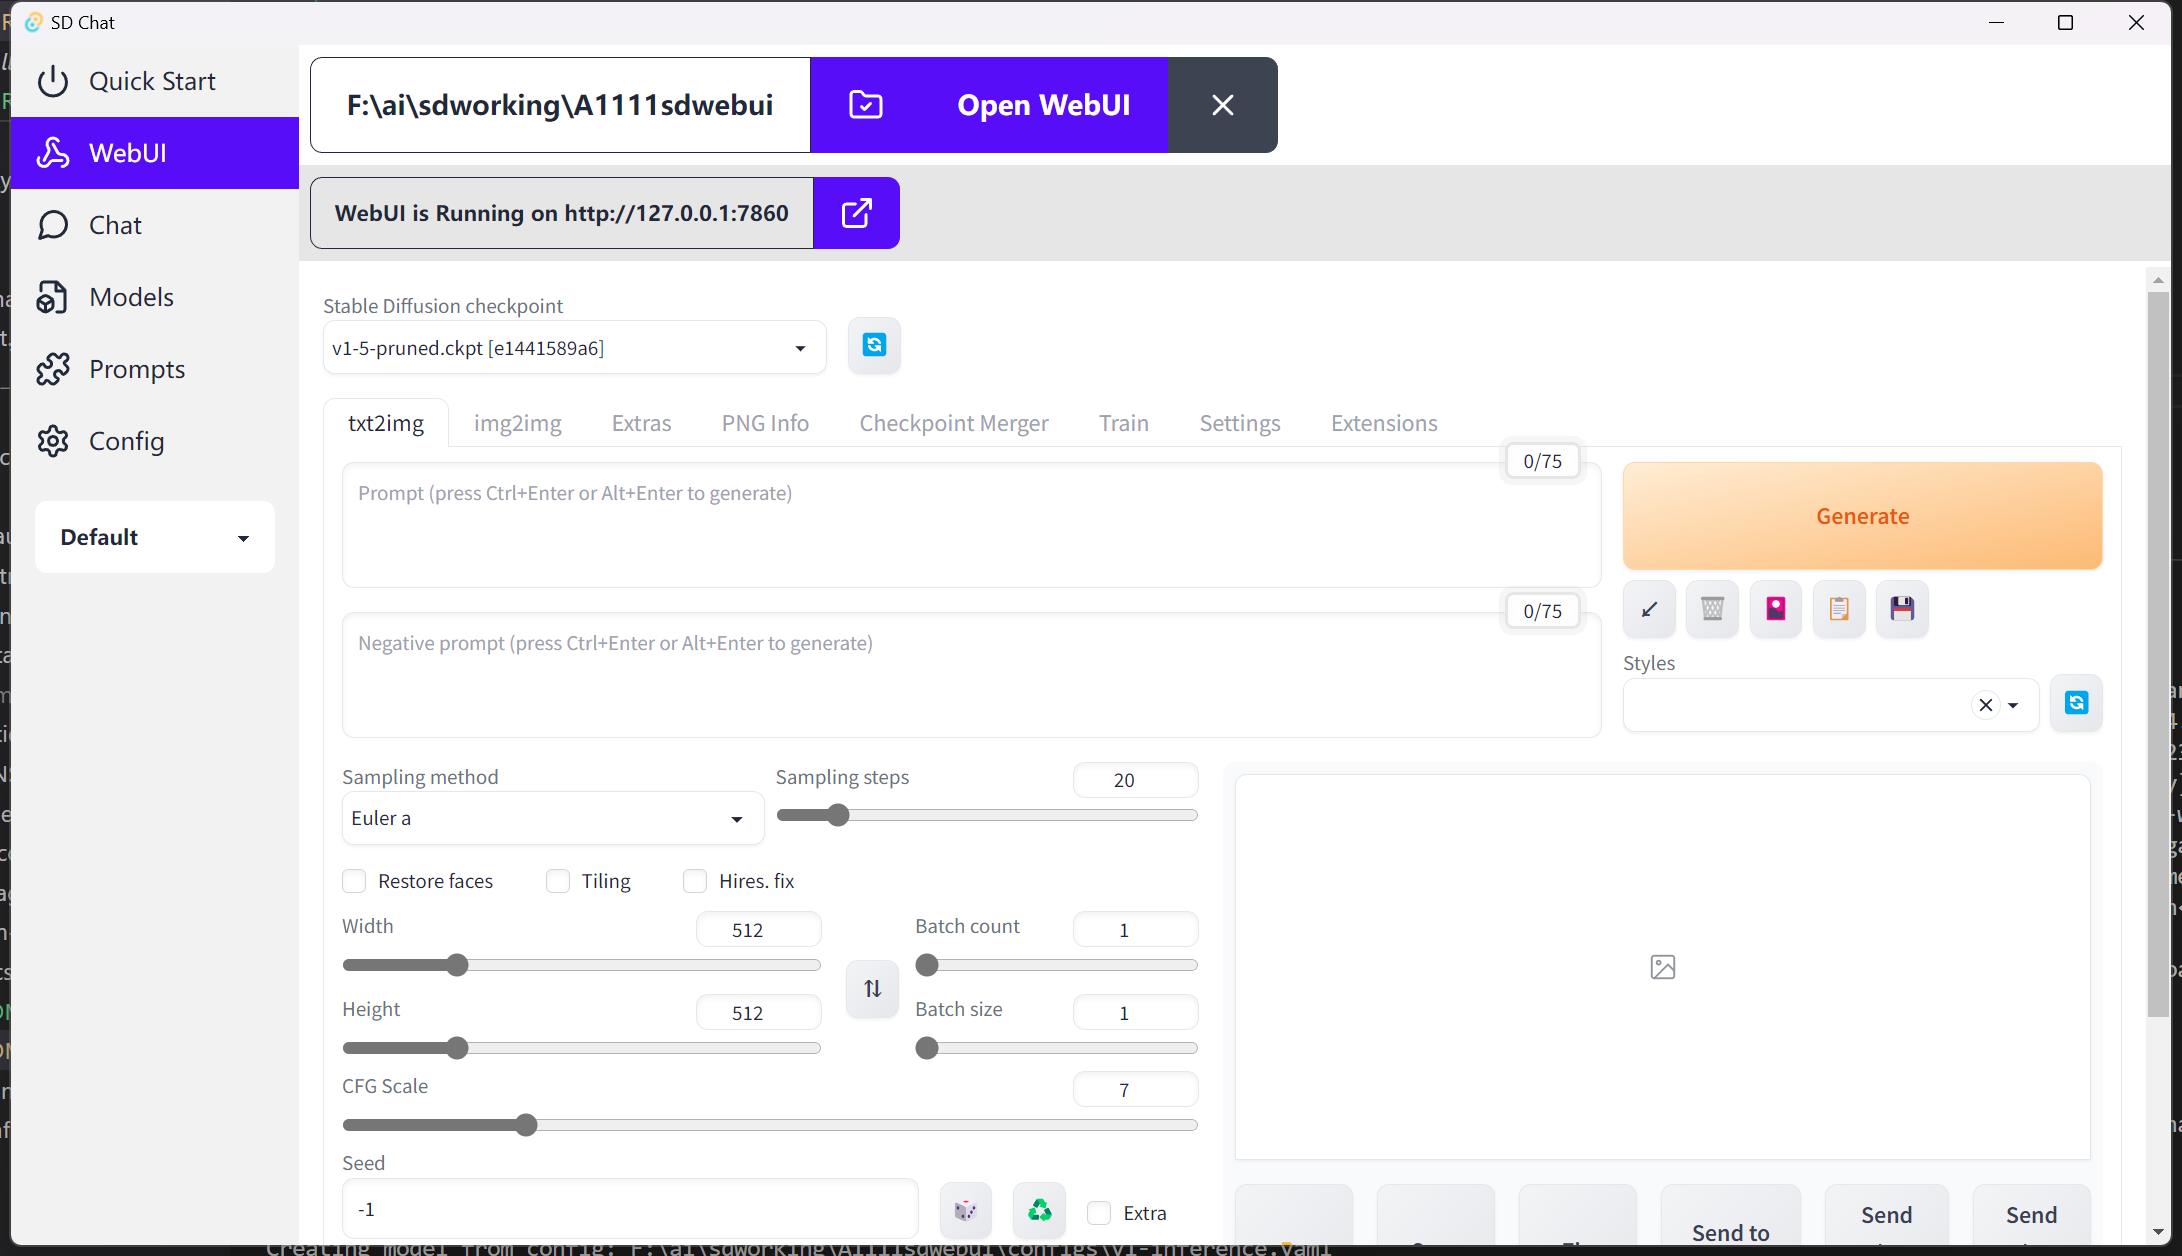 SD Chat
Quick Start
WebUI
Chat
Models
Prompts
Config
Default
F:\ai\sdworking\A1111sdwebui
Open WebUI
WebUI is Running on http://127.0.0.1:7860
Stable Diffusion checkpoint
v1-5-pruned.ckpt [e1441589a6]
txt2img img2img Extras PNG Info Checkpoint Merger Train Settings Extensions
0/75
Prompt (press Ctrl+Enter or Alt+Enter to generate)
Generate
0/75
Negative prompt (press Ctrl+Enter or Alt+Enter to generate)
Styles
Sampling method
Euler a
Sampling steps
20
Restore faces Tiling Hires. fix
Width
512
Batch count
1
Height
512
Batch size
1
CFG Scale
7
Seed
-1
Extra
Send to
Send
Send
Creating model from config: F:\ai\sdworking\A1111sdwebui\configs\v1-inference.yaml